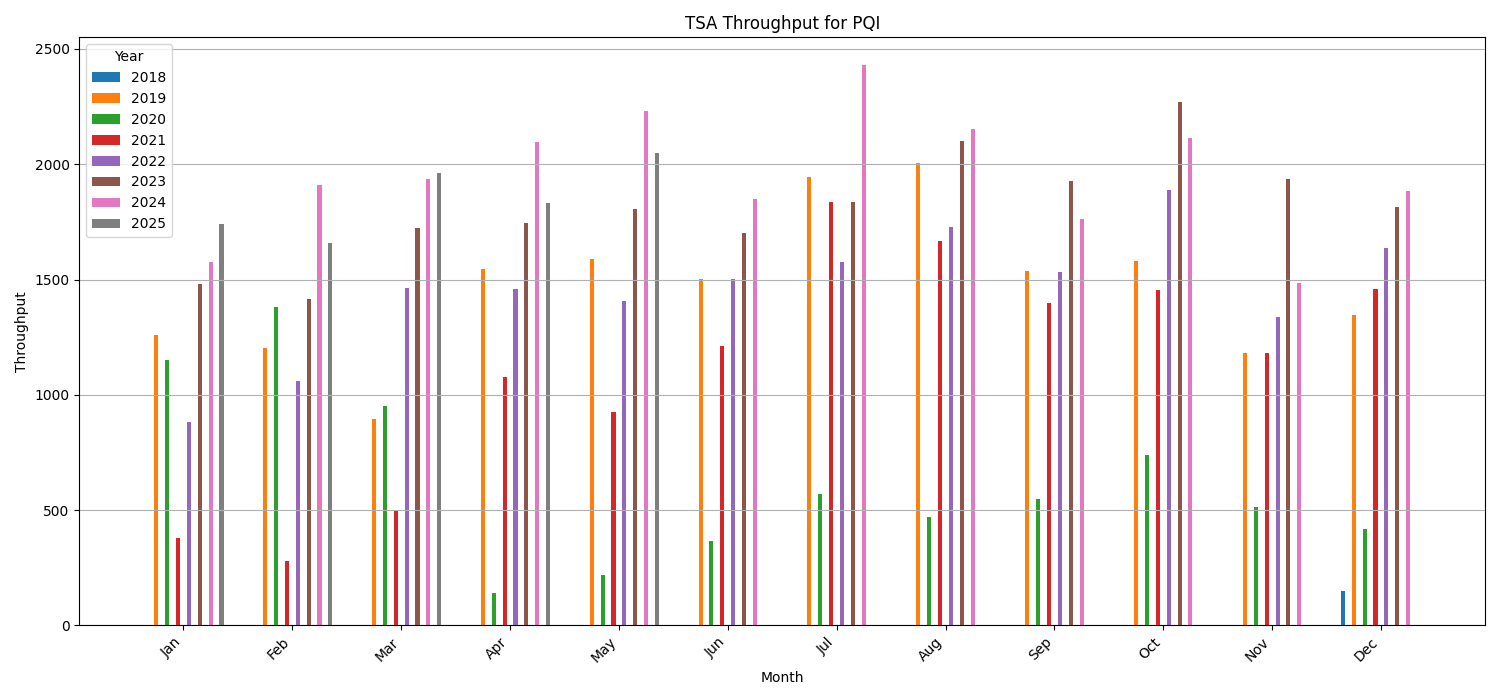 TSA Throughput for PQI
Year
2018
2019
2020
2021
2022
2023
2024
2025
Throughput
2500
2000
1500
1000
500
0
Jan
Feb
Mar
Apr
May
Jun
Jul
Aug
Sep
Oct
Nov
Dec
Month